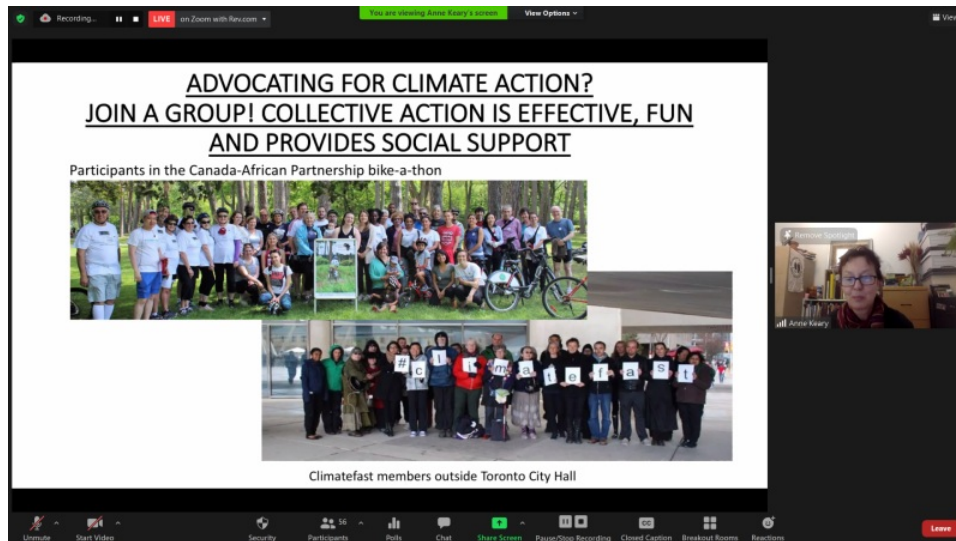 Recording...
LIVE
on Zoom with Rev.com
You are viewing Anne Keary's screen
View Options
View
ADVOCATING FOR CLIMATE ACTION?
JOIN A GROUP! COLLECTIVE ACTION IS EFFECTIVE, FUN
AND PROVIDES SOCIAL SUPPORT
Participants in the Canada-African Partnership bike-a-thon
Remove Spotlight
Anne Keary
#climatefast
Climatefast members outside Toronto City Hall
Unmute
Start Video
Security
Participants
56
Polls
Chat
Share Screen
Pause/Stop Recording
CC
Closed Caption
Breakout Rooms
Reactions
Leave